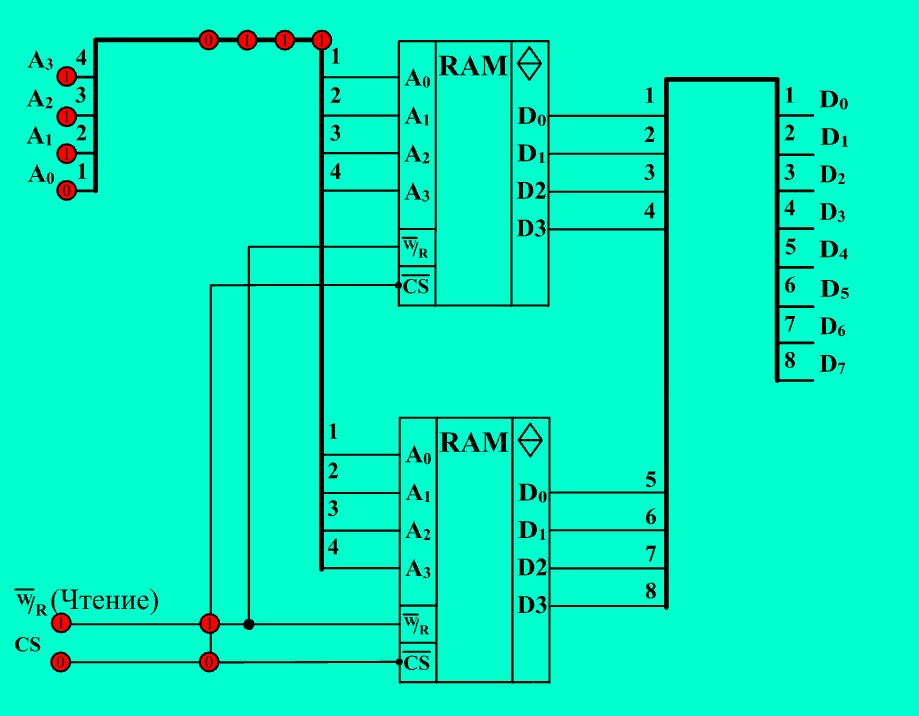 0 1 1 1
A₃ 1 4
A₂ 1 3
A₁ 1 2
A₀ 0 1
1 A₀ RAM
2 A₁ D₀ 1
3 A₂ D₁ 2
4 A₃ D2 3
D3 4
W̅/R
C̅S̅
1 D₀
2 D₁
3 D₂
4 D₃
5 D₄
6 D₅
7 D₆
8 D₇
1 A₀ RAM
2 A₁ D₀ 5
3 A₂ D₁ 6
4 A₃ D2 7
D3 8
W̅/R
C̅S̅
W̅/R (Чтение)
1 1
CS
0 0